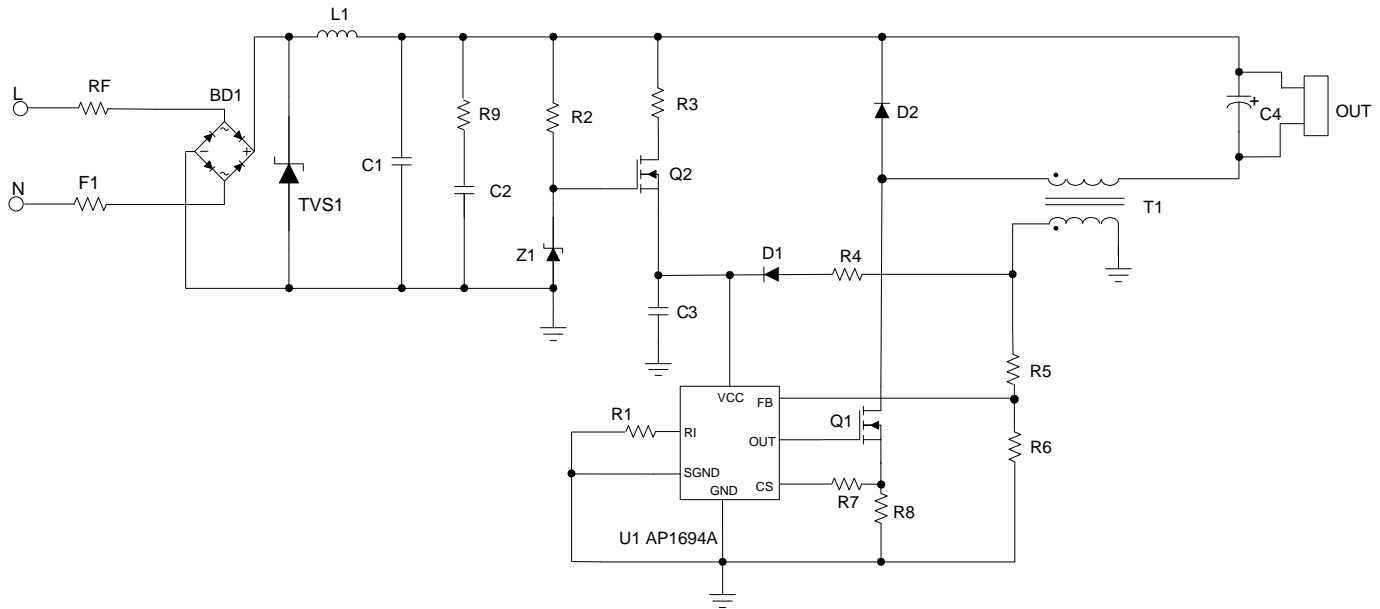 L1
L
RF
BD1
~
+
−
~
N
F1
TVS1
C1
R9
C2
R2
Z1
R3
Q2
C3
D2
+
C4
OUT
T1
D1
R4
R5
R6
VCC
FB
OUT
RI
SGND
GND
CS
R1
Q1
R7
R8
U1 AP1694A